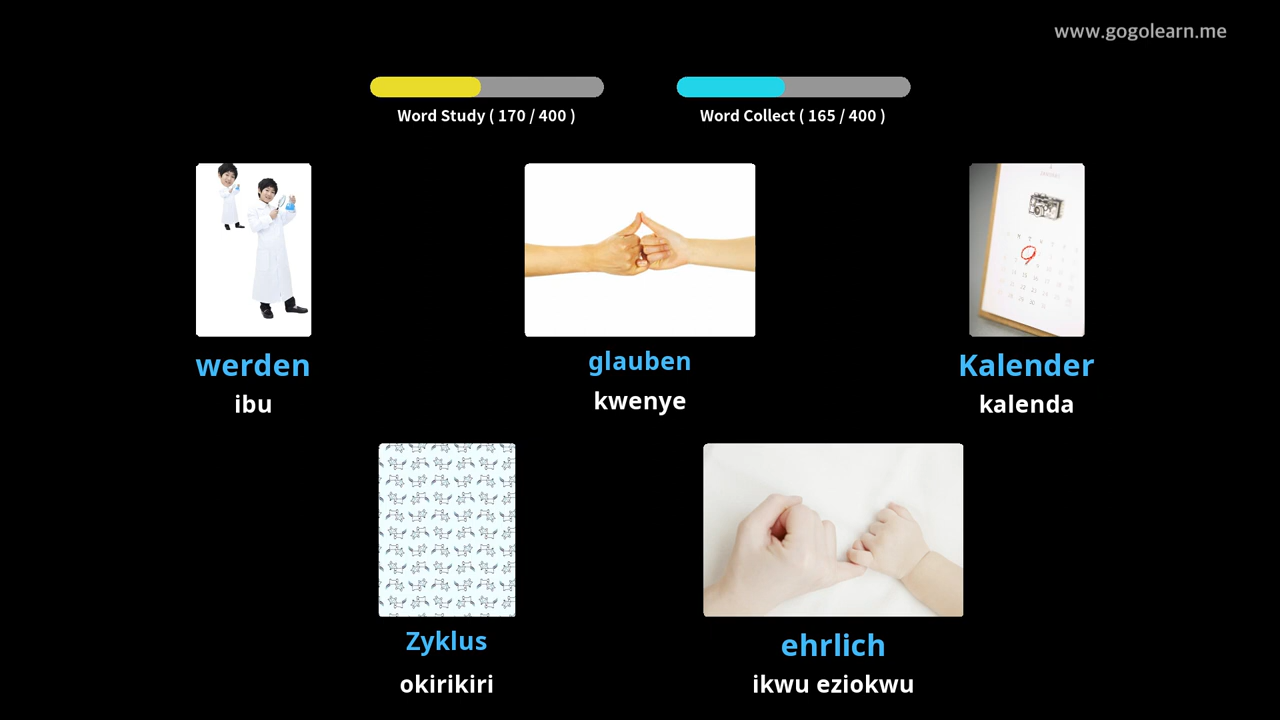 www.gogolearn.me
Word Study ( 170 / 400 )
Word Collect ( 165 / 400 )
werden
ibu
glauben
kwenye
Kalender
kalenda
Zyklus
okirikiri
ehrlich
ikwu eziokwu